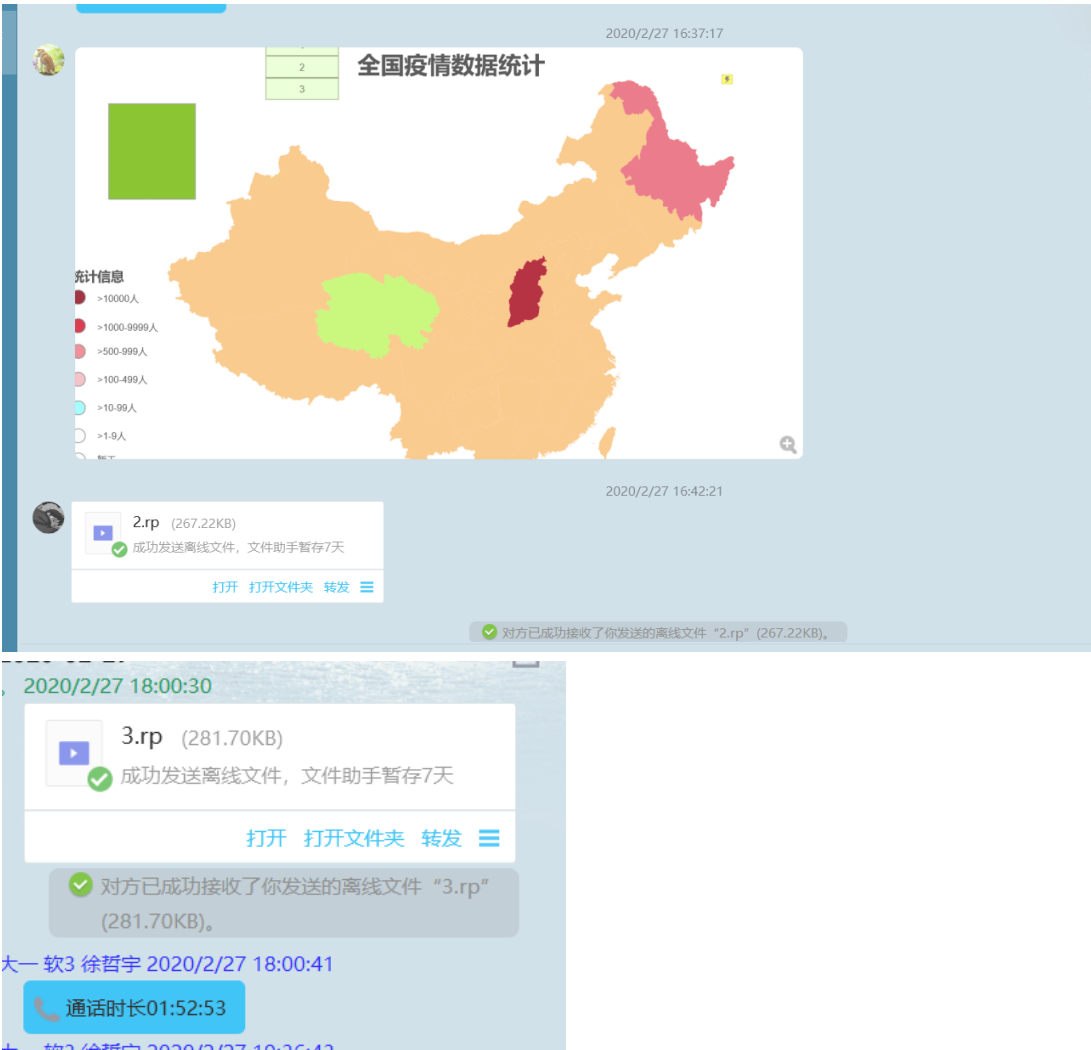 2020/2/27 16:37:17
2
3
全国疫情数据统计
统计信息
>10000人
>1000-9999人
>500-999人
>100-499人
>10-99人
>1-9人
2020/2/27 16:42:21
2.rp (267.22KB)
成功发送离线文件，文件助手暂存7天
打开 打开文件夹 转发
对方已成功接收了你发送的离线文件“2.rp”(267.22KB)。
2020/2/27 18:00:30
3.rp (281.70KB)
成功发送离线文件，文件助手暂存7天
打开 打开文件夹 转发
对方已成功接收了你发送的离线文件“3.rp”
(281.70KB)。
大一 软3 徐哲宇 2020/2/27 18:00:41
通话时长01:52:53